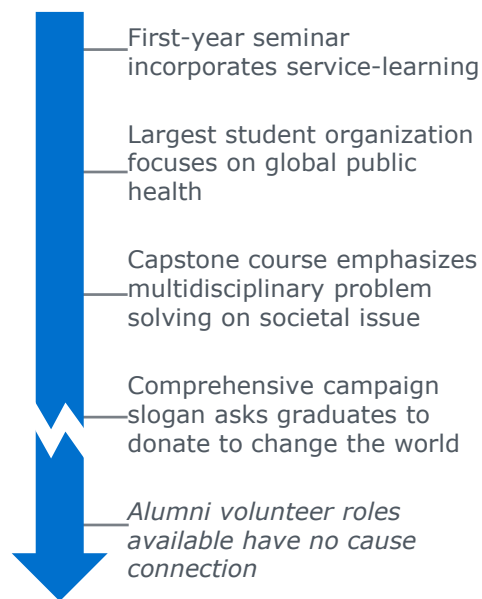 First-year seminar
incorporates service-learning
Largest student organization
focuses on global public
health
Capstone course emphasizes
multidisciplinary problem
solving on societal issue
Comprehensive campaign
slogan asks graduates to
donate to change the world
Alumni volunteer roles
available have no cause
connection